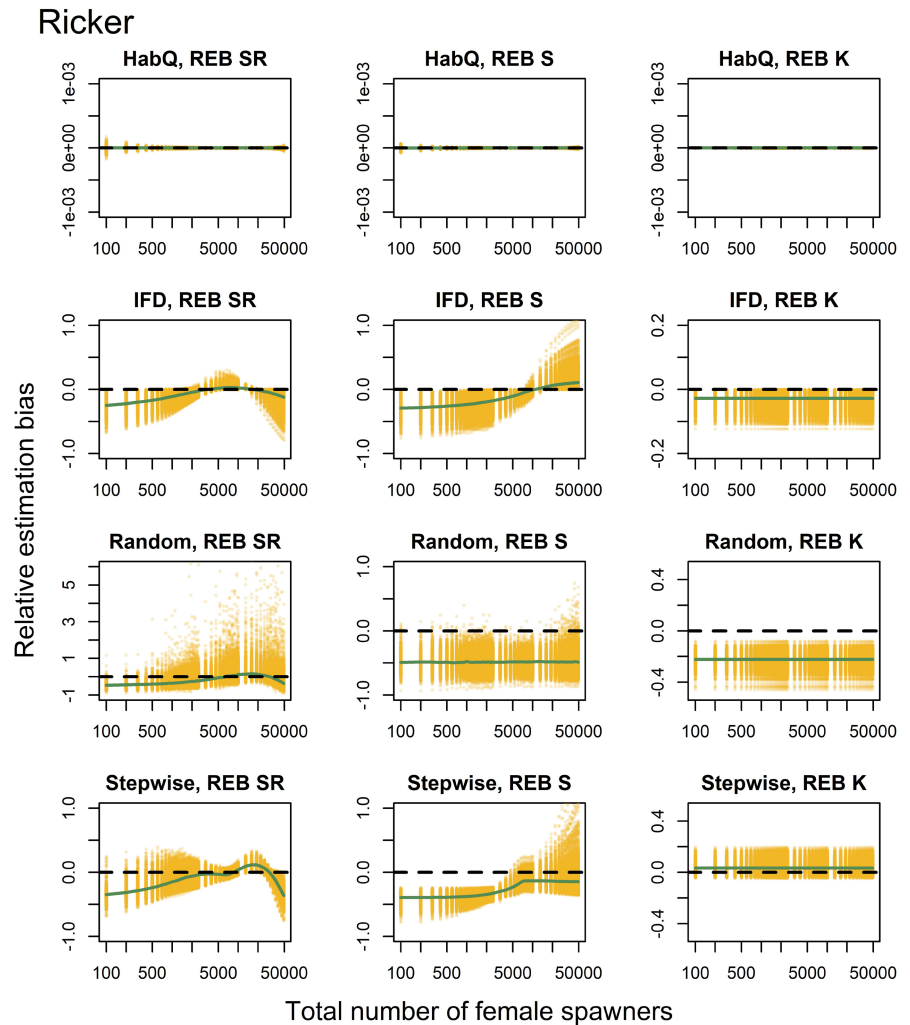 Ricker
HabQ, REB SR
HabQ, REB S
HabQ, REB K
1e-03
0e+00
-1e-03
100 500 5000 50000
1e-03
0e+00
-1e-03
100 500 5000 50000
1e-03
0e+00
-1e-03
100 500 5000 50000
IFD, REB SR
IFD, REB S
IFD, REB K
1.0
0.0
-1.0
100 500 5000 50000
1.0
0.0
-1.0
100 500 5000 50000
0.2
0.0
-0.2
100 500 5000 50000
Relative estimation bias
Random, REB SR
Random, REB S
Random, REB K
5
3
1
-1
100 500 5000 50000
1.0
0.0
-1.0
100 500 5000 50000
0.4
0.0
-0.4
100 500 5000 50000
Stepwise, REB SR
Stepwise, REB S
Stepwise, REB K
1.0
0.0
-1.0
100 500 5000 50000
1.0
0.0
-1.0
100 500 5000 50000
0.4
0.0
-0.4
100 500 5000 50000
Total number of female spawners